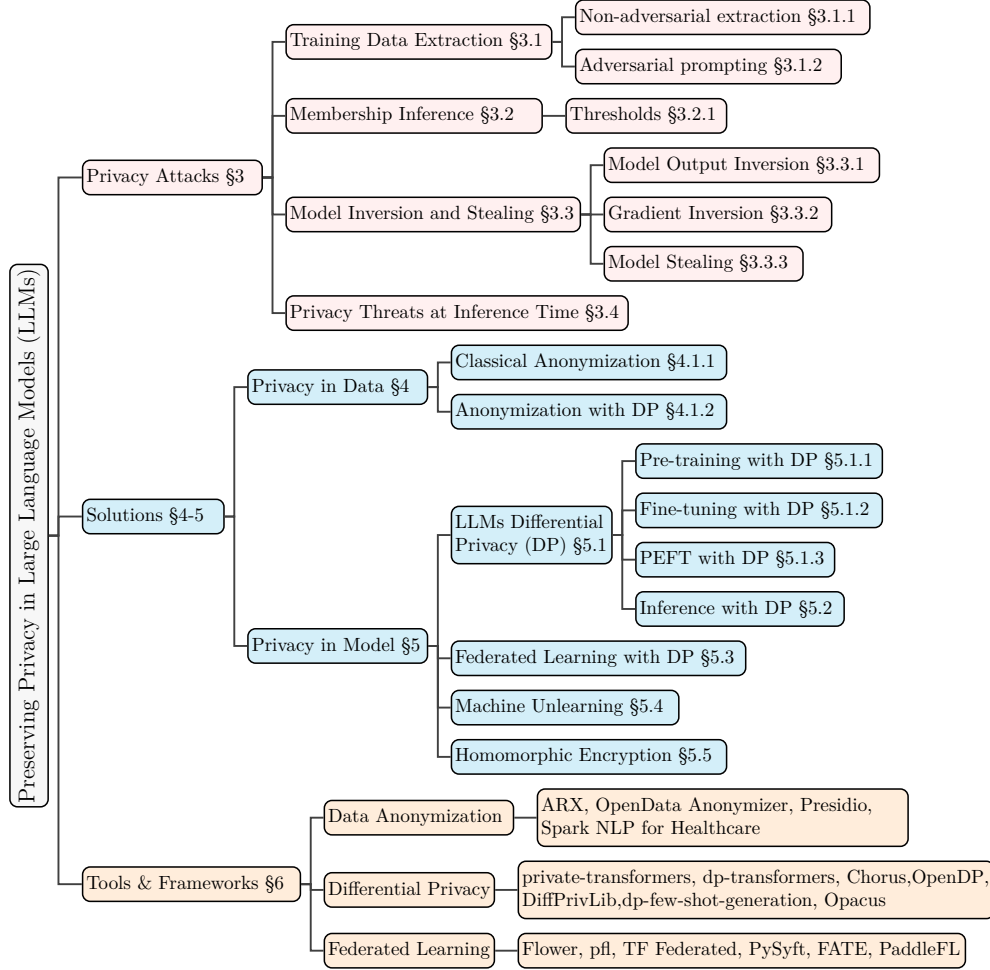 Preserving Privacy in Large Language Models (LLMs)
Privacy Attacks §3
Training Data Extraction §3.1
Non-adversarial extraction §3.1.1
Adversarial prompting §3.1.2
Membership Inference §3.2
Thresholds §3.2.1
Model Inversion and Stealing §3.3
Model Output Inversion §3.3.1
Gradient Inversion §3.3.2
Model Stealing §3.3.3
Privacy Threats at Inference Time §3.4
Solutions §4-5
Privacy in Data §4
Classical Anonymization §4.1.1
Anonymization with DP §4.1.2
Privacy in Model §5
LLMs Differential
Privacy (DP) §5.1
Pre-training with DP §5.1.1
Fine-tuning with DP §5.1.2
PEFT with DP §5.1.3
Inference with DP §5.2
Federated Learning with DP §5.3
Machine Unlearning §5.4
Homomorphic Encryption §5.5
Tools & Frameworks §6
Data Anonymization
ARX, OpenData Anonymizer, Presidio,
Spark NLP for Healthcare
Differential Privacy
private-transformers, dp-transformers, Chorus,OpenDP,
DiffPrivLib,dp-few-shot-generation, Opacus
Federated Learning
Flower, pfl, TF Federated, PySyft, FATE, PaddleFL